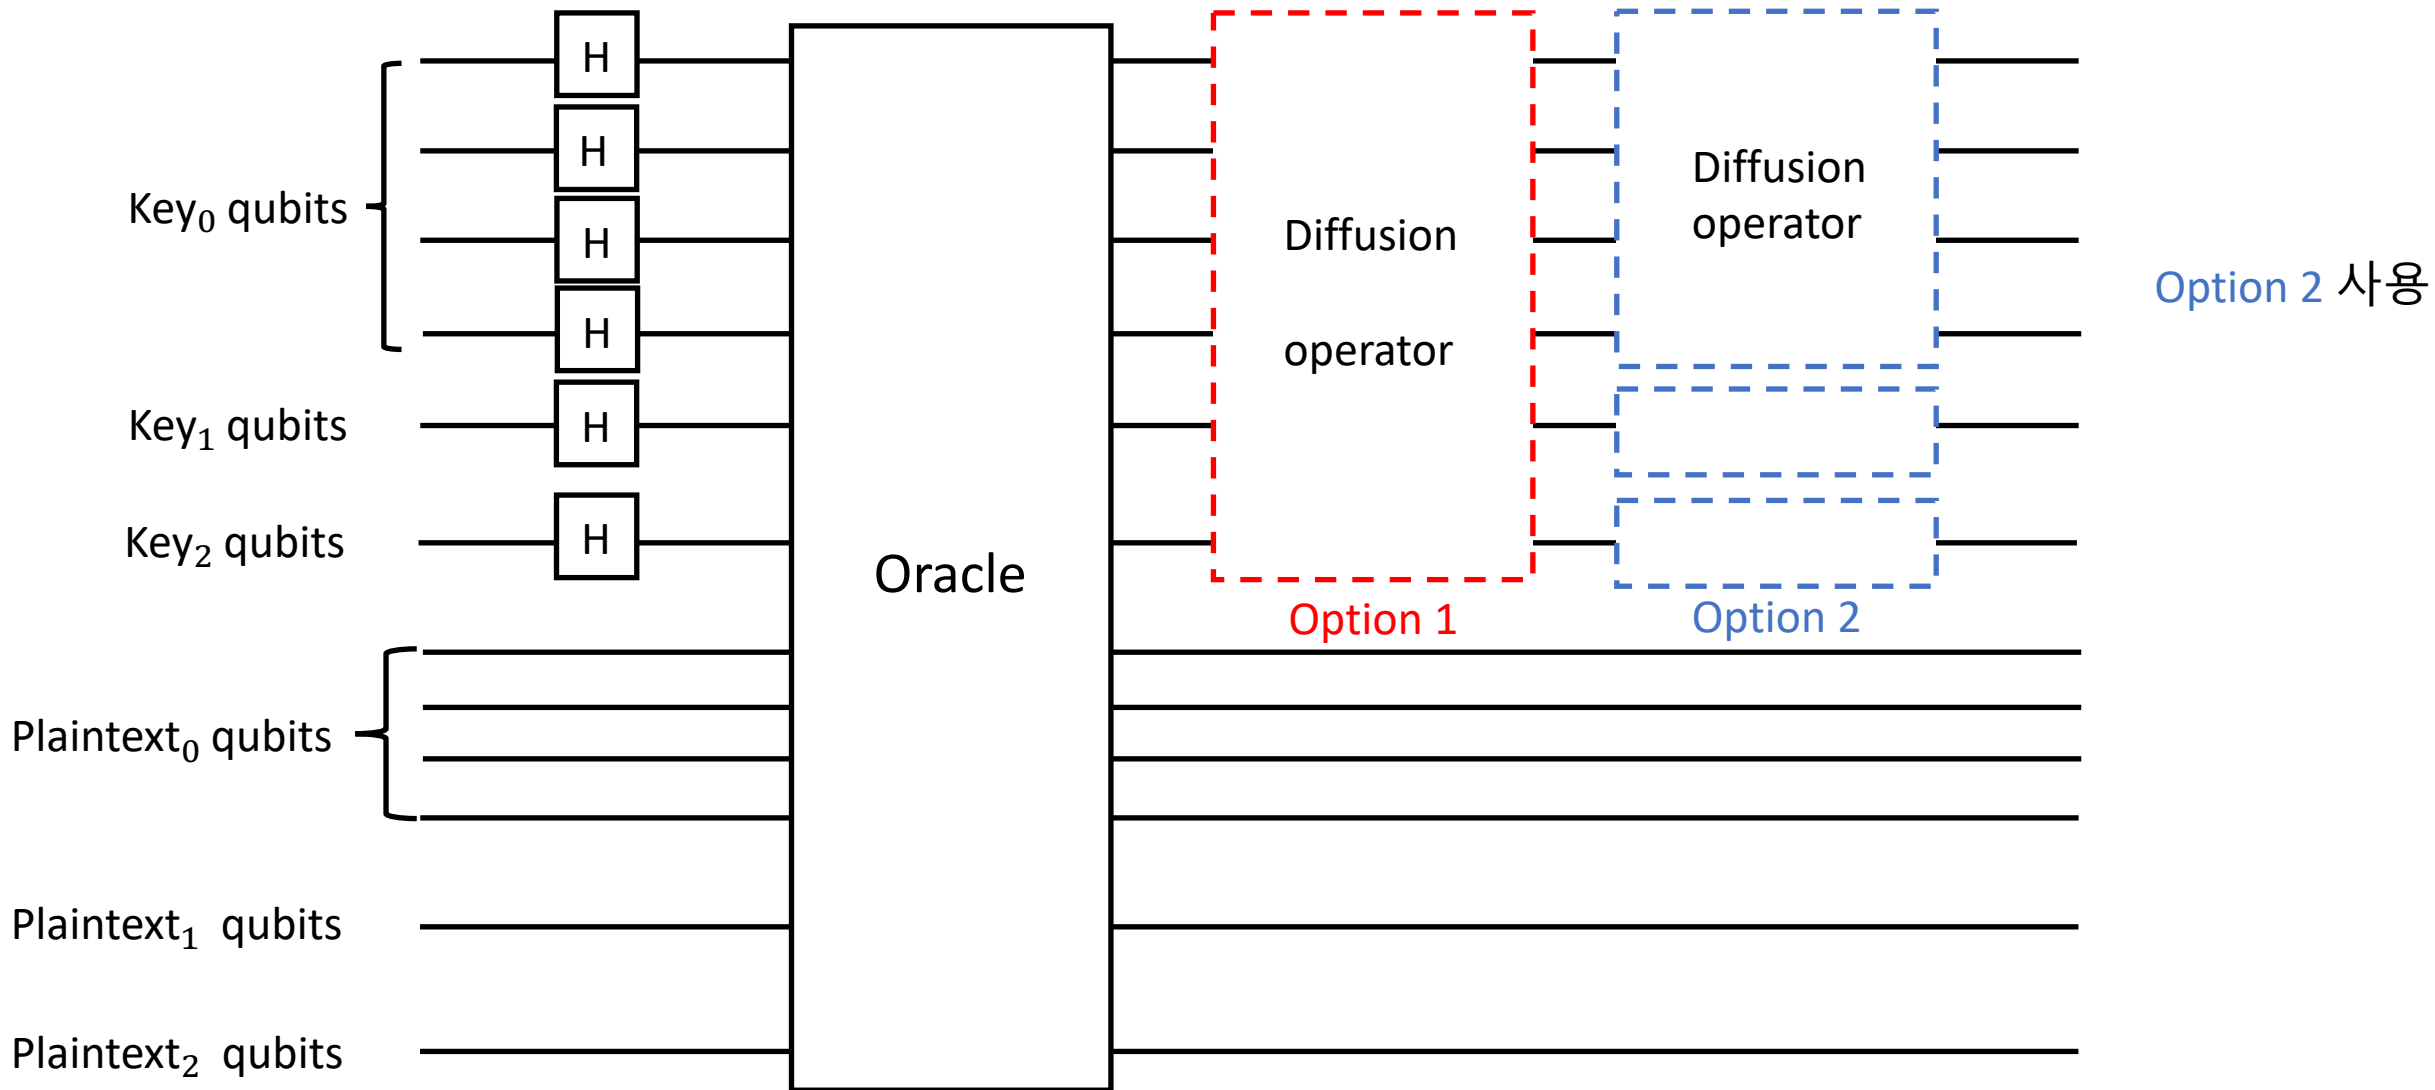 H
H
Key₀ qubits
H
H
Key₁ qubits
H
Key₂ qubits
H
Oracle
Diffusion
operator
Option 1
Diffusion
operator
Option 2
Option 2 사용
Plaintext₀ qubits
Plaintext₁ qubits
Plaintext₂ qubits